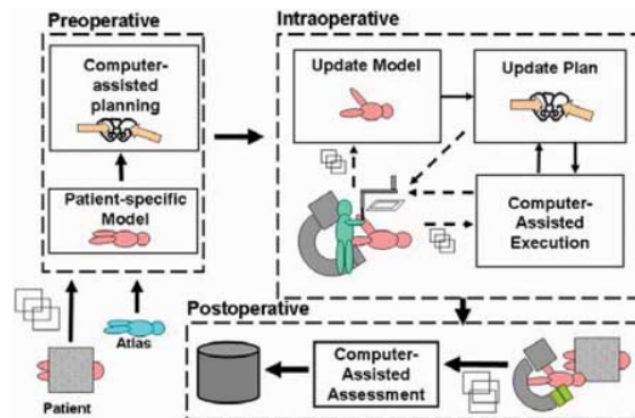 Preoperative
Computer-
assisted
planning
Patient-specific
Model
Patient
Atlas
Intraoperative
Update Model
Update Plan
Computer-
Assisted
Execution
Postoperative
Computer-
Assisted
Assessment